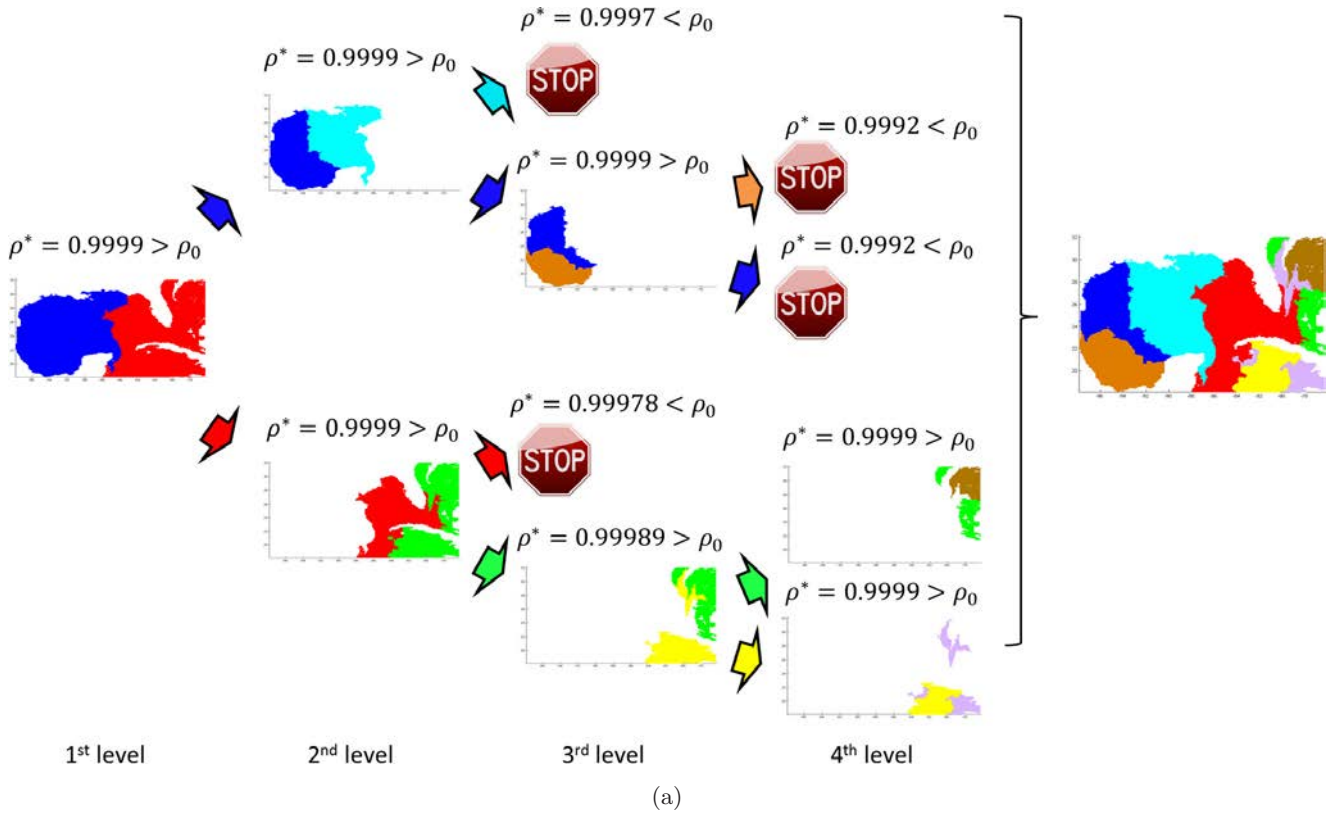 ρ* = 0.9997 < ρ₀
STOP
ρ* = 0.9999 > ρ₀
ρ* = 0.9992 < ρ₀
STOP
ρ* = 0.9999 > ρ₀
ρ* = 0.9992 < ρ₀
STOP
ρ* = 0.9999 > ρ₀
ρ* = 0.99978 < ρ₀
STOP
ρ* = 0.9999 > ρ₀
ρ* = 0.9999 > ρ₀
ρ* = 0.99989 > ρ₀
ρ* = 0.9999 > ρ₀
1st level
2nd level
3rd level
4th level
(a)